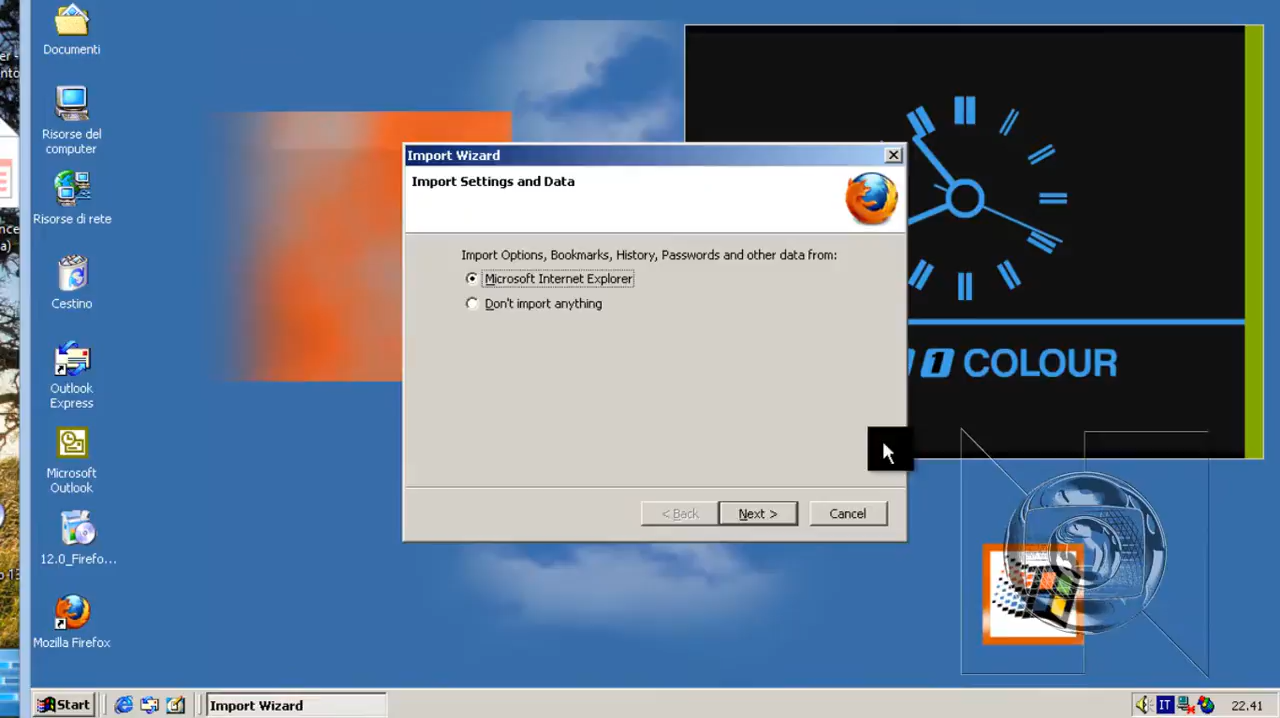 Documenti
Risorse del
computer
Risorse di rete
Cestino
Outlook
Express
Microsoft
Outlook
12.0_Firefo...
Mozilla Firefox
Import Wizard
Import Settings and Data
Import Options, Bookmarks, History, Passwords and other data from:
Microsoft Internet Explorer
Don't import anything
< Back
Next >
Cancel
1 COLOUR
Start
Import Wizard
IT
22.41